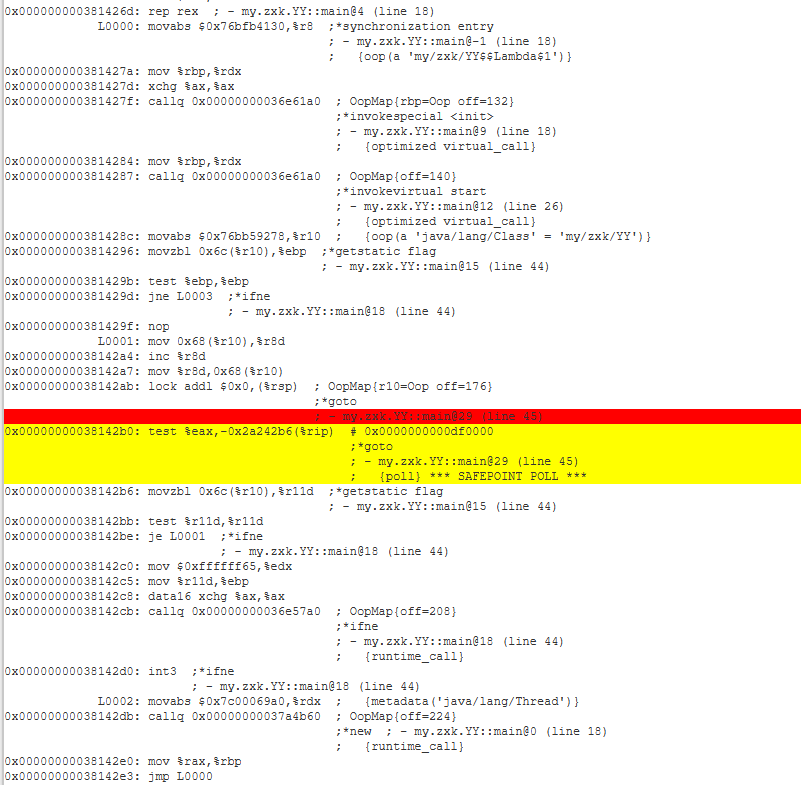 0x000000000381426d: rep rex  ; - my.zxk.YY::main@4 (line 18)
L0000: movabs $0x76bfb4130,%r8  ;*synchronization entry
; - my.zxk.YY::main@-1 (line 18)
;   {oop(a 'my/zxk/YY$$Lambda$1')}
0x000000000381427a: mov %rbp,%rdx
0x000000000381427d: xchg %ax,%ax
0x000000000381427f: callq 0x00000000036e61a0  ; OopMap{rbp=Oop off=132}
;*invokespecial <init>
; - my.zxk.YY::main@9 (line 18)
;   {optimized virtual_call}
0x0000000003814284: mov %rbp,%rdx
0x0000000003814287: callq 0x00000000036e61a0  ; OopMap{off=140}
;*invokevirtual start
; - my.zxk.YY::main@12 (line 26)
;   {optimized virtual_call}
0x000000000381428c: movabs $0x76bb59278,%r10  ;   {oop(a 'java/lang/Class' = 'my/zxk/YY')}
0x0000000003814296: movzbl 0x6c(%r10),%ebp  ;*getstatic flag
; - my.zxk.YY::main@15 (line 44)
0x000000000381429b: test %ebp,%ebp
0x000000000381429d: jne L0003  ;*ifne
; - my.zxk.YY::main@18 (line 44)
0x000000000381429f: nop
L0001: mov 0x68(%r10),%r8d
0x00000000038142a4: inc %r8d
0x00000000038142a7: mov %r8d,0x68(%r10)
0x00000000038142ab: lock addl $0x0,(%rsp)  ; OopMap{r10=Oop off=176}
;*goto
; - my.zxk.YY::main@29 (line 45)
0x00000000038142b0: test %eax,-0x2a242b6(%rip)  # 0x0000000000df0000
;*goto
; - my.zxk.YY::main@29 (line 45)
;   {poll} *** SAFEPOINT POLL ***
0x00000000038142b6: movzbl 0x6c(%r10),%r11d  ;*getstatic flag
; - my.zxk.YY::main@15 (line 44)
0x00000000038142bb: test %r11d,%r11d
0x00000000038142be: je L0001  ;*ifne
; - my.zxk.YY::main@18 (line 44)
0x00000000038142c0: mov $0xffffff65,%edx
0x00000000038142c5: mov %r11d,%ebp
0x00000000038142c8: data16 xchg %ax,%ax
0x00000000038142cb: callq 0x00000000036e57a0  ; OopMap{off=208}
;*ifne
; - my.zxk.YY::main@18 (line 44)
;   {runtime_call}
0x00000000038142d0: int3  ;*ifne
; - my.zxk.YY::main@18 (line 44)
L0002: movabs $0x7c00069a0,%rdx  ;   {metadata('java/lang/Thread')}
0x00000000038142db: callq 0x00000000037a4b60  ; OopMap{off=224}
;*new  ; - my.zxk.YY::main@0 (line 18)
;   {runtime_call}
0x00000000038142e0: mov %rax,%rbp
0x00000000038142e3: jmp L0000